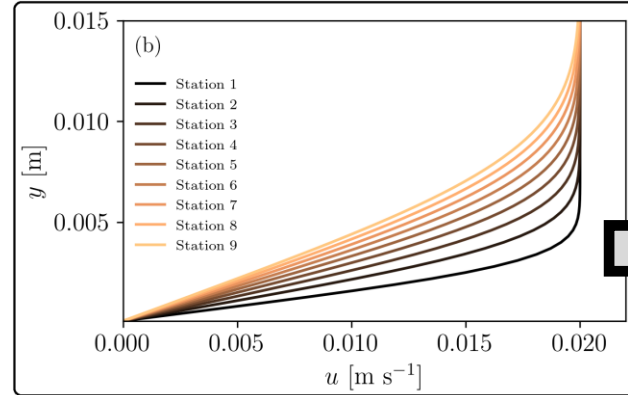 0.015
(b)
Station 1
Station 2
Station 3
Station 4
Station 5
Station 6
Station 7
Station 8
Station 9
0.010
0.005
y [m]
0.000
0.005
0.010
0.015
0.020
u [m s⁻¹]